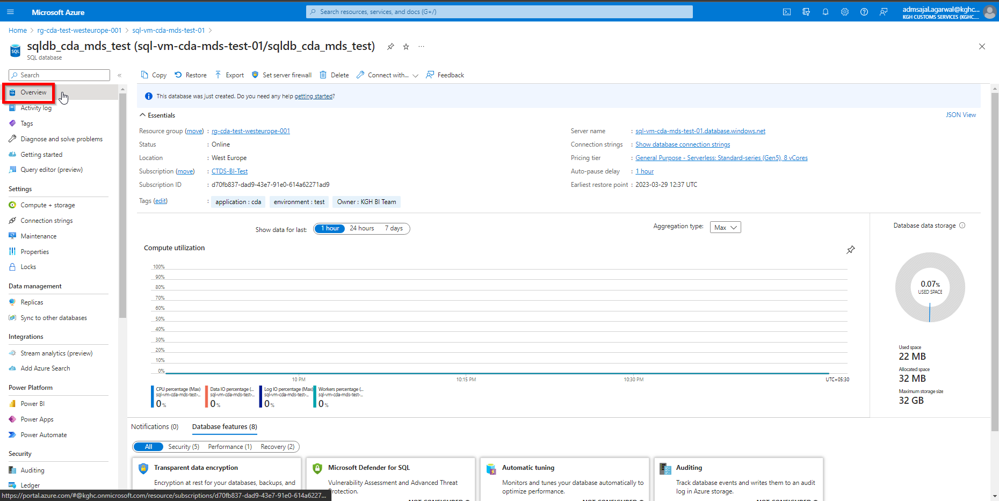 Microsoft Azure
Search resources, services, and docs (G+/)
admsajal.agarwal@kghc...
KGH CUSTOMS SERVICES (KGHC....
Home > rg-cda-test-westeurope-001 > sql-vm-cda-mds-test-01 >
SQL
sqldb_cda_mds_test (sql-vm-cda-mds-test-01/sqldb_cda_mds_test)
SQL database
Search
Copy Restore Export Set server firewall Delete Connect with... Feedback
Overview
Activity log
Tags
Diagnose and solve problems
Getting started
Query editor (preview)
Settings
Compute + storage
Connection strings
Maintenance
Properties
Locks
Data management
Replicas
Sync to other databases
Integrations
Stream analytics (preview)
Add Azure Search
Power Platform
Power BI
Power Apps
Power Automate
Security
Auditing
Ledger
This database was just created. Do you need any help getting started?
Essentials
JSON View
Resource group (move) : rg-cda-test-westeurope-001
Status : Online
Location : West Europe
Subscription (move) : CTDS-BI-Test
Subscription ID : d70fb837-dad9-43e7-91e0-614a62271ad9
Server name : sql-vm-cda-mds-test-01.database.windows.net
Connection strings : Show database connection strings
Pricing tier : General Purpose - Serverless: Standard-series (Gen5), 8 vCores
Auto-pause delay : 1 hour
Earliest restore point : 2023-03-29 12:37 UTC
Tags (edit) : application : cda environment : test Owner : KGH BI Team
Show data for last: 1 hour 24 hours 7 days
Aggregation type: Max
Compute utilization
100%
90%
80%
70%
60%
50%
40%
30%
20%
10%
0%
10 PM 10:15 PM 10:30 PM UTC+05:30
CPU percentage (Max)
sql-vm-cda-mds-test-...
0 %
Data IO percentage (...
sql-vm-cda-mds-test-...
0 %
Log IO percentage (Max)
sql-vm-cda-mds-test-...
0 %
Workers percentage (...
sql-vm-cda-mds-test-...
0 %
Database data storage
0.07%
USED SPACE
Used space
22 MB
Allocated space
32 MB
Maximum storage size
32 GB
Notifications (0) Database features (8)
All Security (5) Performance (1) Recovery (2)
Transparent data encryption
Encryption at rest for your databases, backups, and
Microsoft Defender for SQL
Vulnerability Assessment and Advanced Threat
Protection.
Automatic tuning
Monitors and tunes your database automatically to
optimize performance.
Auditing
Track database events and writes them to an audit
log in Azure storage.
NOT CONFIGURED NOT CONFIGURED NOT CONFIGURED
https://portal.azure.com/#@kghc.onmicrosoft.com/resource/subscriptions/d70fb837-dad9-43e7-91e0-614a6227...